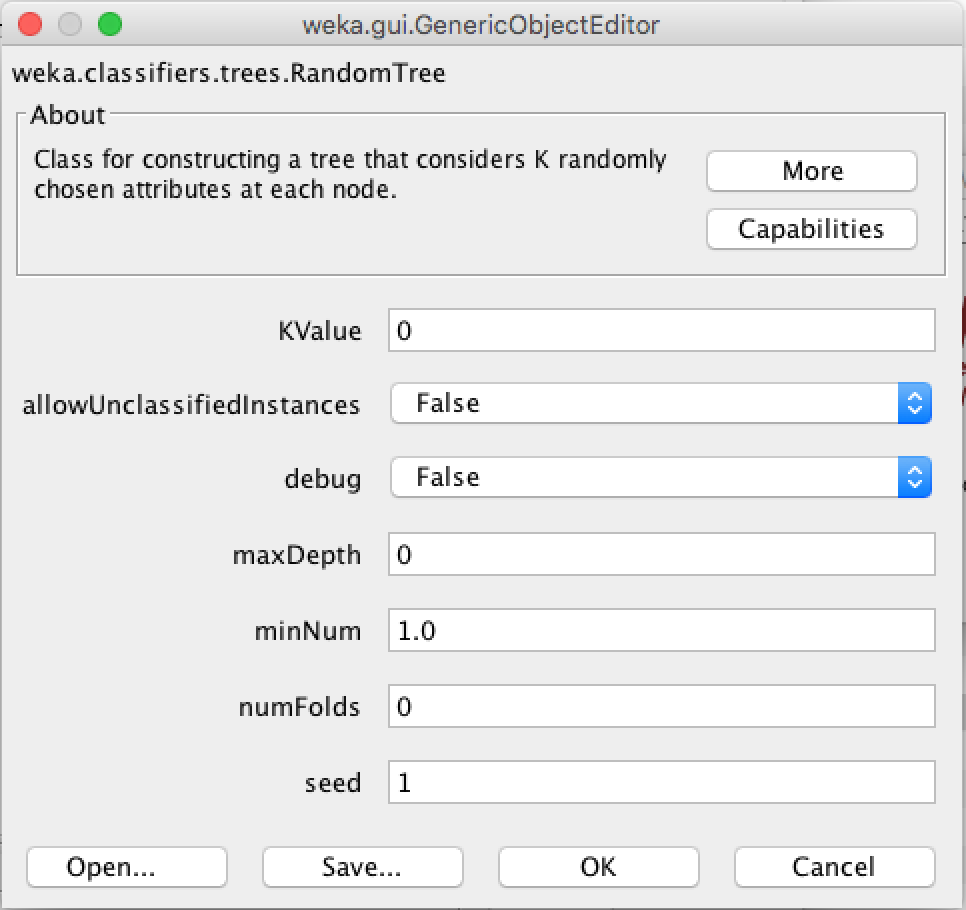 weka.gui.GenericObjectEditor
weka.classifiers.trees.RandomTree
About
Class for constructing a tree that considers K randomly
chosen attributes at each node.
More
Capabilities
KValue 0
allowUnclassifiedInstances False
debug False
maxDepth 0
minNum 1.0
numFolds 0
seed 1
Open... Save... OK Cancel